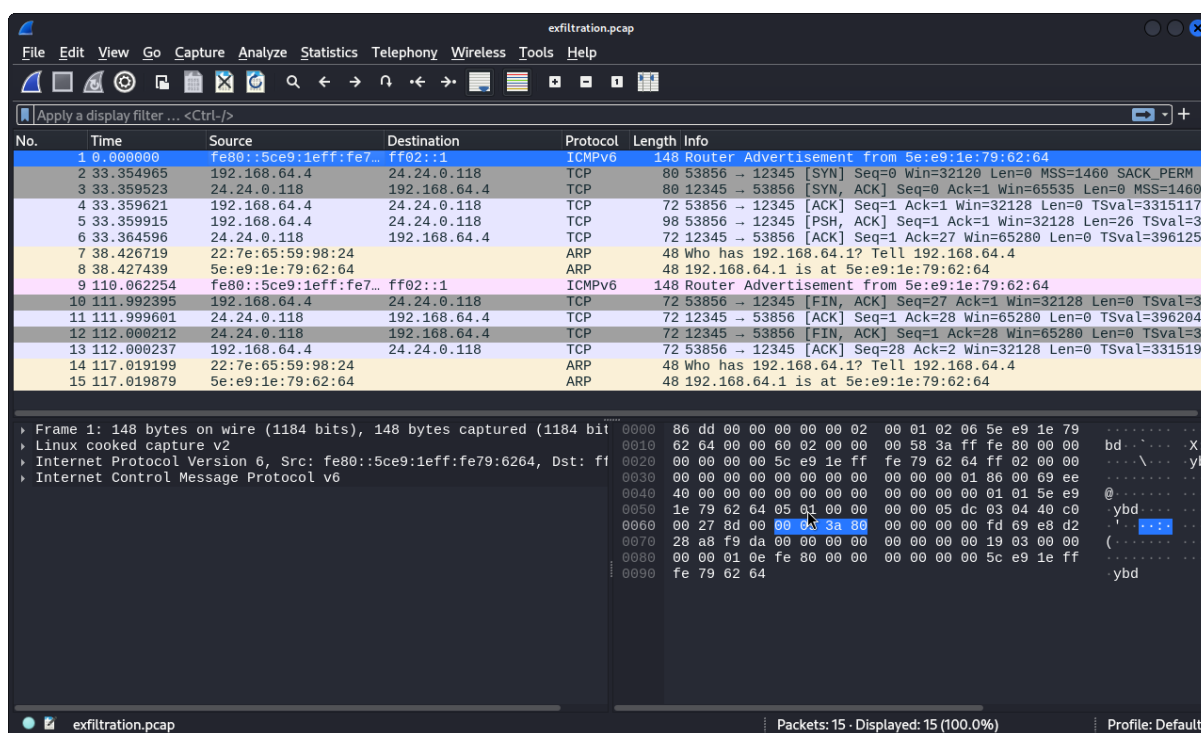 exfiltration.pcap
File Edit View Go Capture Analyze Statistics Telephony Wireless Tools Help
Apply a display filter ... <Ctrl-/>
No. Time Source Destination Protocol Length Info
1 0.000000 fe80::5ce9:1eff:fe7… ff02::1 ICMPv6 148 Router Advertisement from 5e:e9:1e:79:62:64
2 33.354965 192.168.64.4 24.24.0.118 TCP 80 53856 → 12345 [SYN] Seq=0 Win=32120 Len=0 MSS=1460 SACK_PERM
3 33.359523 24.24.0.118 192.168.64.4 TCP 80 12345 → 53856 [SYN, ACK] Seq=0 Ack=1 Win=65535 Len=0 MSS=1460
4 33.359621 192.168.64.4 24.24.0.118 TCP 72 53856 → 12345 [ACK] Seq=1 Ack=1 Win=32128 Len=0 TSval=3315117
5 33.359915 192.168.64.4 24.24.0.118 TCP 98 53856 → 12345 [PSH, ACK] Seq=1 Ack=1 Win=32128 Len=26 TSval=3
6 33.364596 24.24.0.118 192.168.64.4 TCP 72 12345 → 53856 [ACK] Seq=1 Ack=27 Win=65280 Len=0 TSval=396125
7 38.426719 22:7e:65:59:98:24 ARP 48 Who has 192.168.64.1? Tell 192.168.64.4
8 38.427439 5e:e9:1e:79:62:64 ARP 48 192.168.64.1 is at 5e:e9:1e:79:62:64
9 110.062254 fe80::5ce9:1eff:fe7… ff02::1 ICMPv6 148 Router Advertisement from 5e:e9:1e:79:62:64
10 111.992395 192.168.64.4 24.24.0.118 TCP 72 53856 → 12345 [FIN, ACK] Seq=27 Ack=1 Win=32128 Len=0 TSval=3
11 111.999601 24.24.0.118 192.168.64.4 TCP 72 12345 → 53856 [ACK] Seq=1 Ack=28 Win=65280 Len=0 TSval=396204
12 112.000212 24.24.0.118 192.168.64.4 TCP 72 12345 → 53856 [FIN, ACK] Seq=1 Ack=28 Win=65280 Len=0 TSval=3
13 112.000237 192.168.64.4 24.24.0.118 TCP 72 53856 → 12345 [ACK] Seq=28 Ack=2 Win=32128 Len=0 TSval=331519
14 117.019199 22:7e:65:59:98:24 ARP 48 Who has 192.168.64.1? Tell 192.168.64.4
15 117.019879 5e:e9:1e:79:62:64 ARP 48 192.168.64.1 is at 5e:e9:1e:79:62:64
Frame 1: 148 bytes on wire (1184 bits), 148 bytes captured (1184 bit
Linux cooked capture v2
Internet Protocol Version 6, Src: fe80::5ce9:1eff:fe79:6264, Dst: ff
Internet Control Message Protocol v6
0000 86 dd 00 00 00 00 00 02 00 01 02 06 5e e9 1e 79 ········ ··
0010 62 64 00 00 60 02 00 00 00 58 3a ff fe 80 00 00 bd··`··· ·X
0020 00 00 00 00 5c e9 1e ff fe 79 62 64 ff 02 00 00 ····\··· ·y
0030 00 00 00 00 00 00 00 00 00 00 00 01 86 00 69 ee ········ ··
0040 40 00 00 00 00 00 00 00 00 00 00 00 01 01 5e e9 @······· ··
0050 1e 79 62 64 05 01 00 00 00 00 05 dc 03 04 40 c0 ·ybd···· ··
0060 00 27 8d 00 00 3a 80 00 00 00 00 fd 69 e8 d2 ·'····:· ··
0070 28 a8 f9 da 00 00 00 00 00 00 00 00 19 03 00 00 (······· ··
0080 00 00 01 0e fe 80 00 00 00 00 00 00 5c e9 1e ff ········ ··
0090 fe 79 62 64 ·ybd
exfiltration.pcap
Packets: 15 · Displayed: 15 (100.0%)
Profile: Default